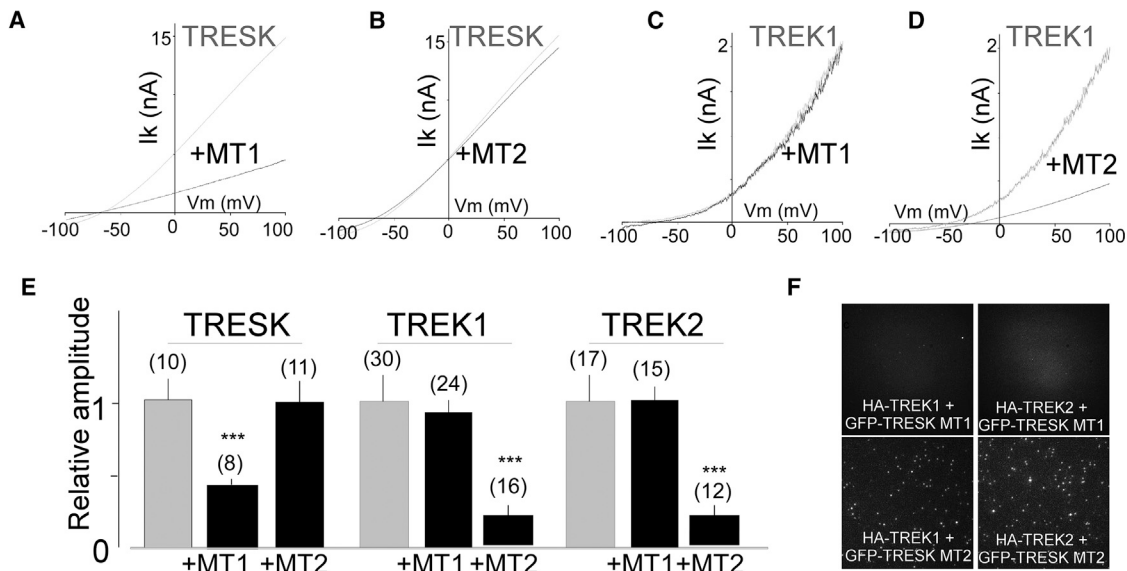 A
TRESK
15
Ik (nA)
+MT1
Vm (mV)
-100 -50 0 50 100
B
TRESK
15
Ik (nA)
+MT2
Vm (mV)
-100 -50 0 50 100
C
TREK1
2
Ik (nA)
+MT1
Vm (mV)
-100 -50 0 50 100
D
TREK1
2
Ik (nA)
+MT2
Vm (mV)
-100 -50 0 50 100
E
Relative amplitude
1
0
TRESK
(10)
***
(8)
(11)
+MT1 +MT2
TREK1
(30)
(24)
***
(16)
+MT1 +MT2
TREK2
(17)
(15)
***
(12)
+MT1 +MT2
F
HA-TREK1 +
GFP-TRESK MT1
HA-TREK2 +
GFP-TRESK MT1
HA-TREK1 +
GFP-TRESK MT2
HA-TREK2 +
GFP-TRESK MT2